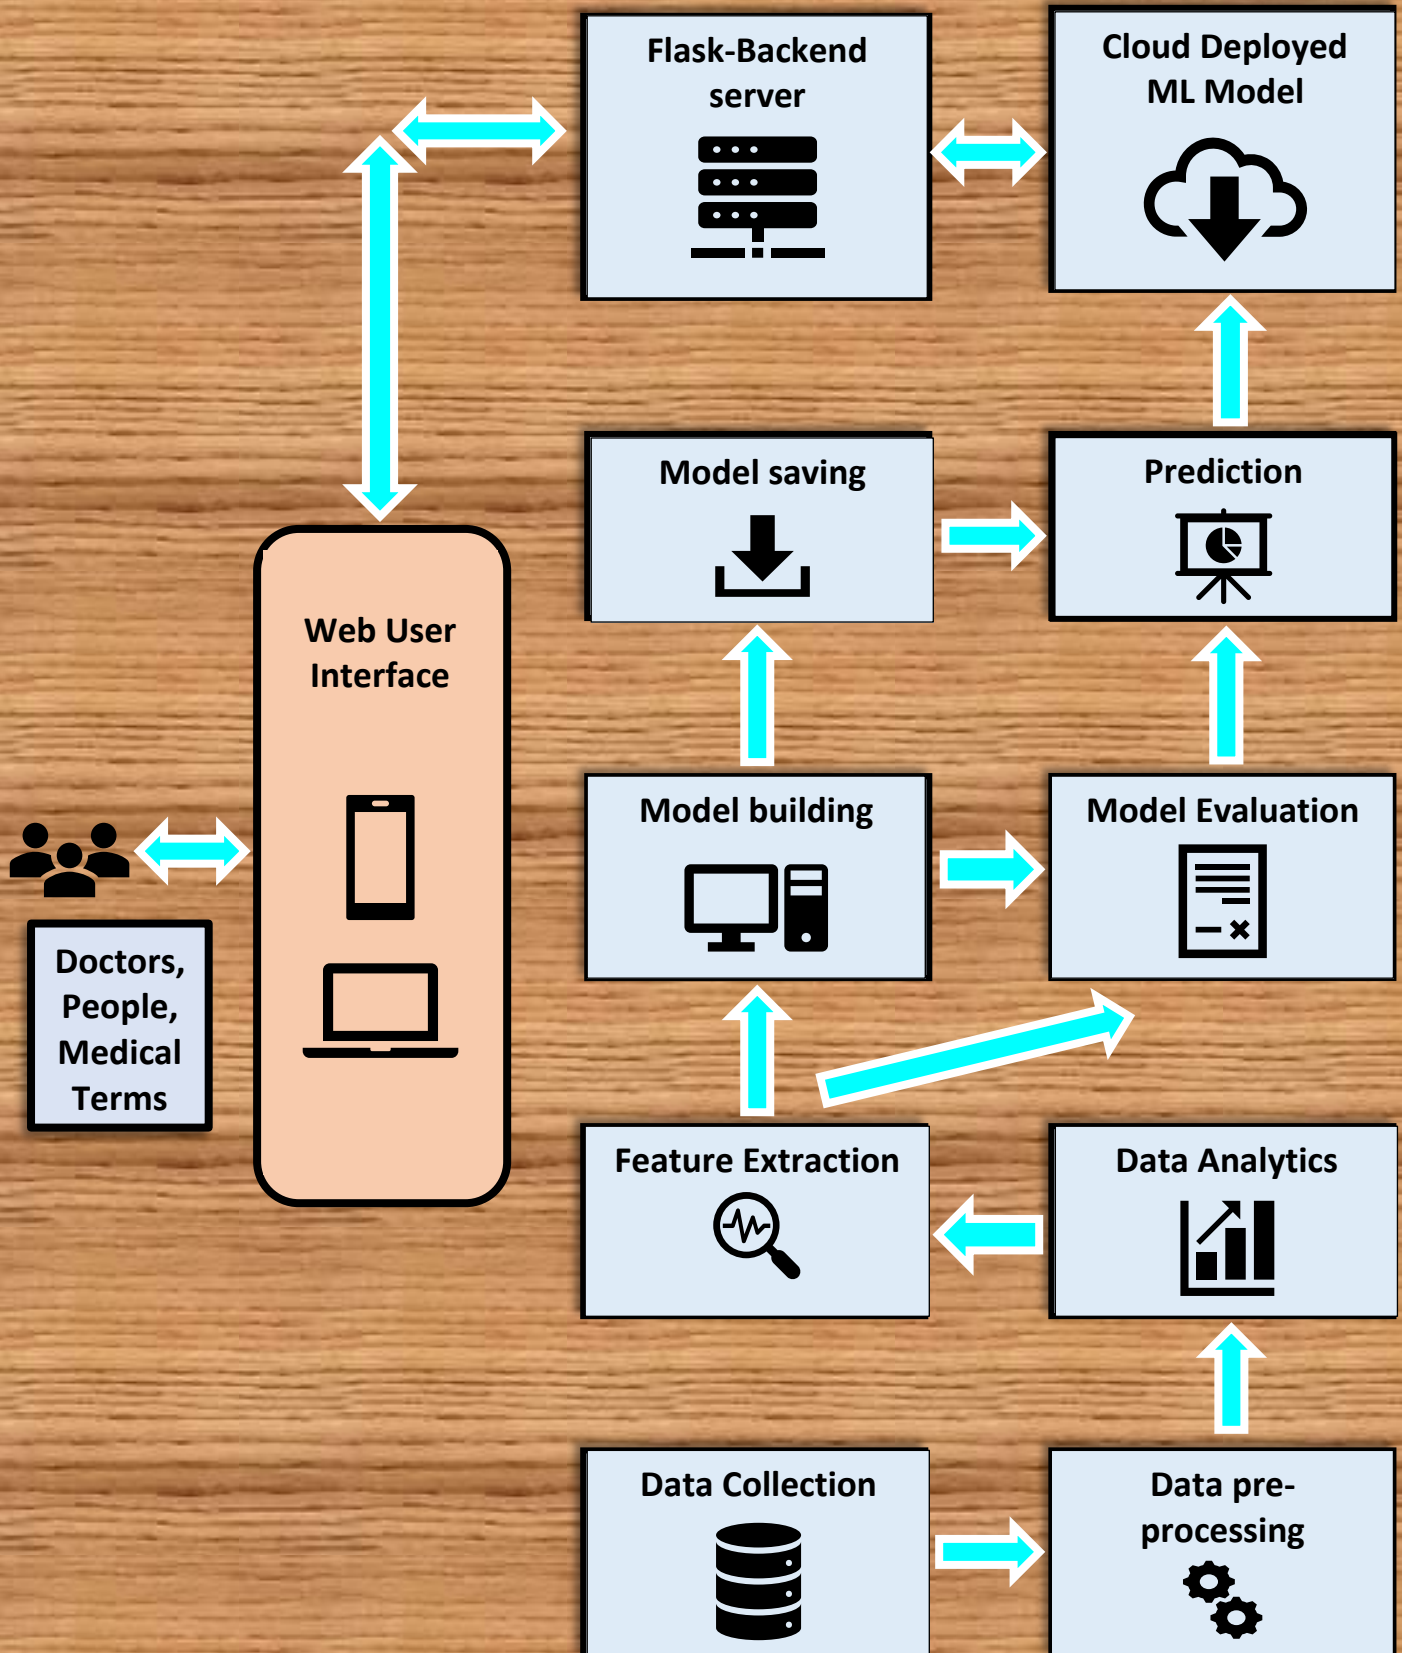 Flask-Backend
server
Cloud Deployed
ML Model
Model saving
Prediction
Web User
Interface
Model building
Model Evaluation
Doctors,
People,
Medical
Terms
Feature Extraction
Data Analytics
Data Collection
Data pre-
processing